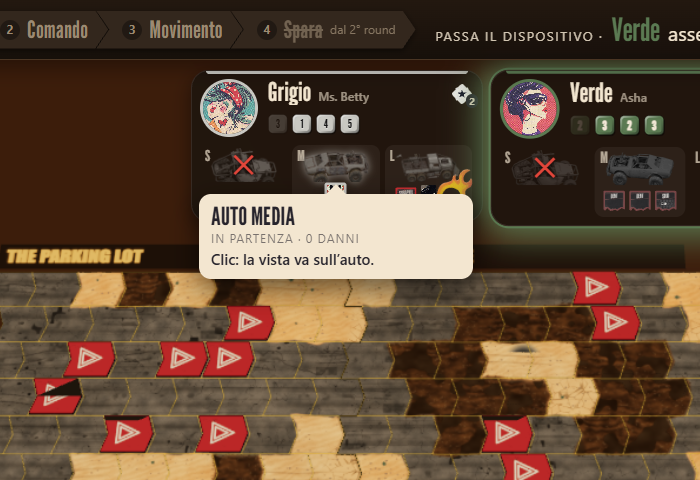 2 Comando
3 Movimento
4 Spara dal 2° round
PASSA IL DISPOSITIVO · Verde asse
Grigio Ms. Betty
2
3 1 4 5
S M L
Verde Asha
2 3 2 3
S M L
AUTO MEDIA
IN PARTENZA · 0 DANNI
Clic: la vista va sull'auto.
THE PARKING LOT